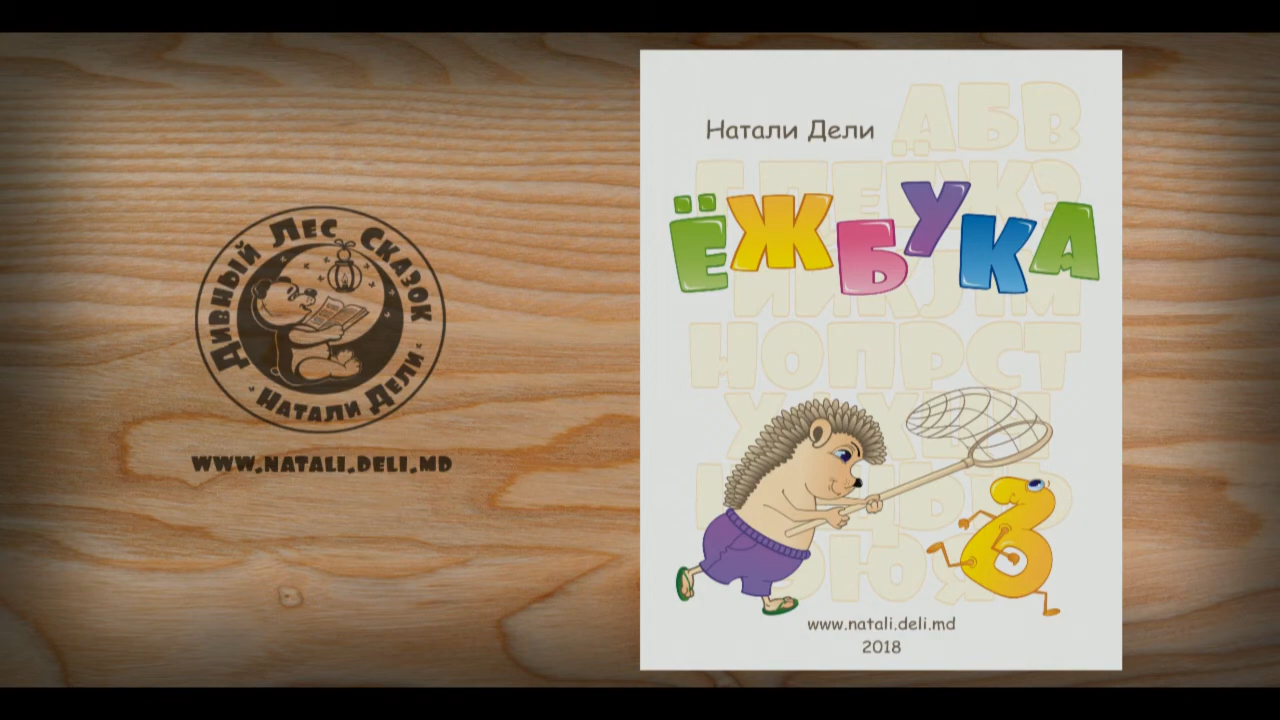 Дивный Лес Сказок
· Натали Дели ·
www.natali.deli.md
Натали Дели
ЁЖБУКА
www.natali.deli.md
2018